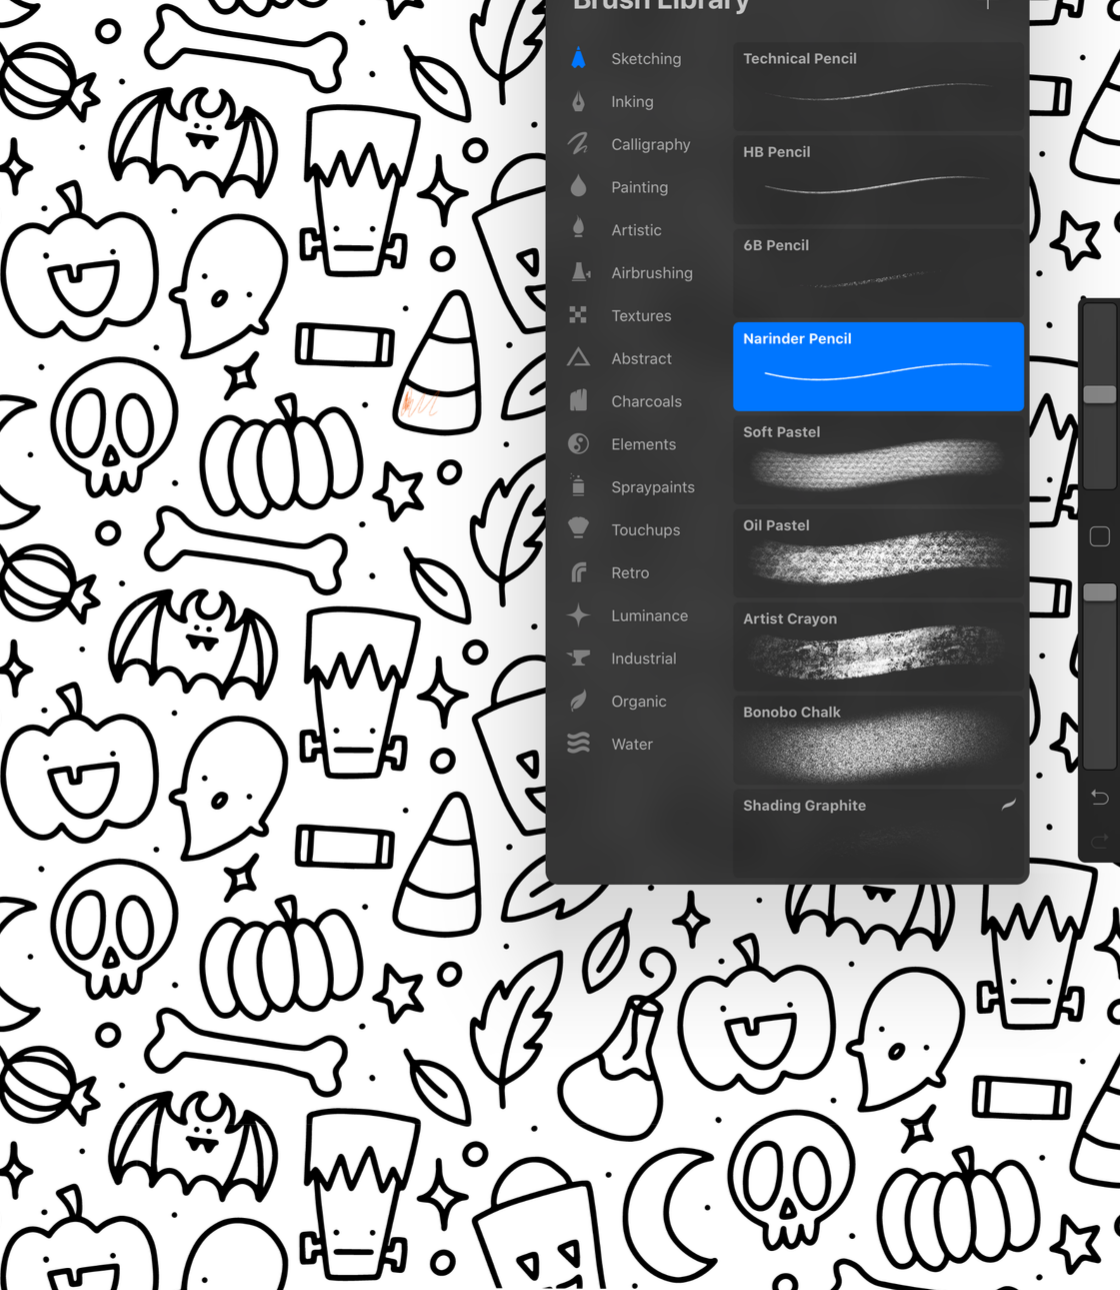 Brush Library
Sketching
Inking
Calligraphy
Painting
Artistic
Airbrushing
Textures
Abstract
Charcoals
Elements
Spraypaints
Touchups
Retro
Luminance
Industrial
Organic
Water
Technical Pencil
HB Pencil
6B Pencil
Narinder Pencil
Soft Pastel
Oil Pastel
Artist Crayon
Bonobo Chalk
Shading Graphite